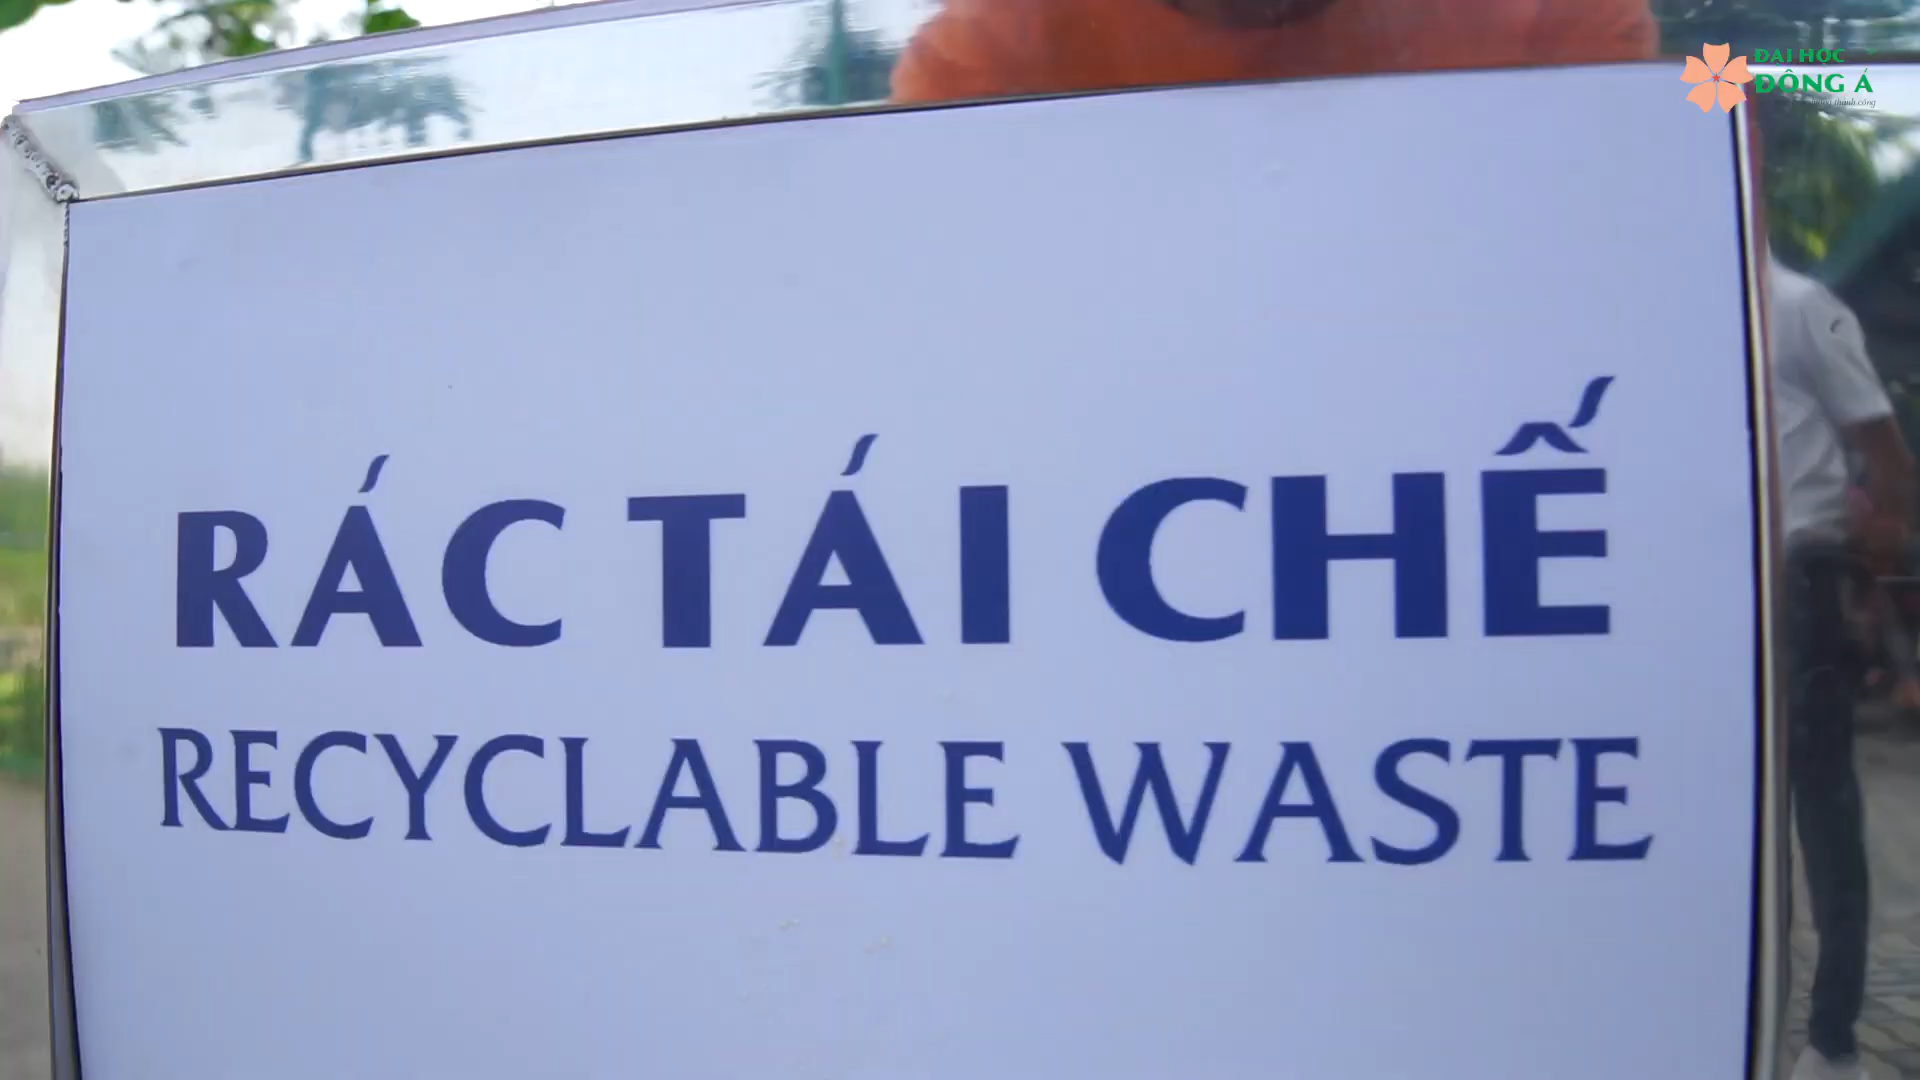 ĐẠI HỌC
ĐÔNG Á
RÁC TÁI CHẾ
RECYCLABLE WASTE